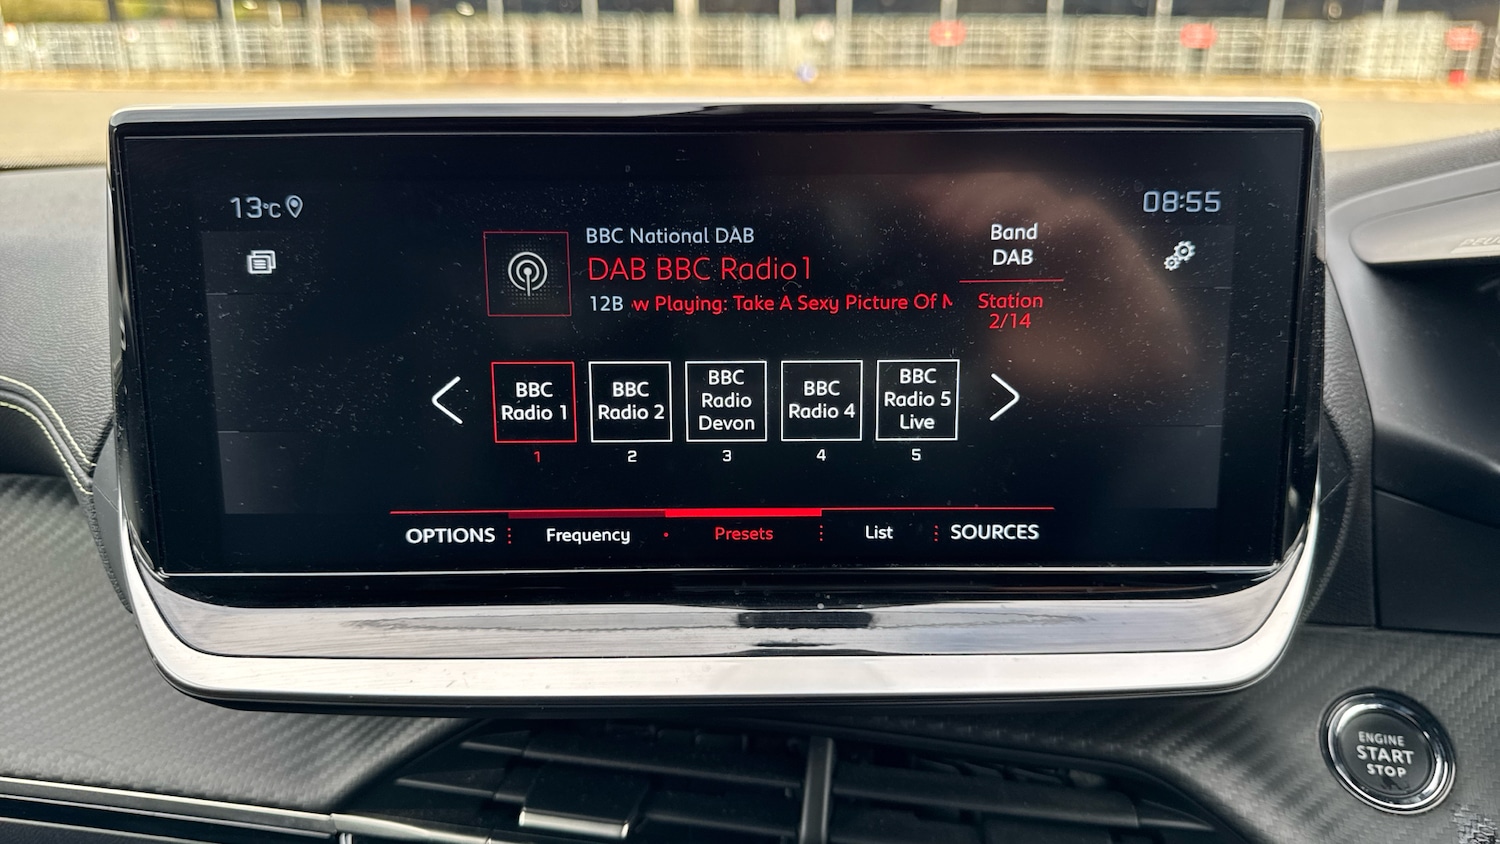 13°C
08:55
BBC National DAB
DAB BBC Radio1
12B w Playing: Take A Sexy Picture Of
Band
DAB
Station
2/14
BBC
Radio 1
BBC
Radio 2
BBC
Radio
Devon
BBC
Radio 4
BBC
Radio 5
Live
1
2
3
4
5
OPTIONS
Frequency
Presets
List
SOURCES
ENGINE
START
STOP